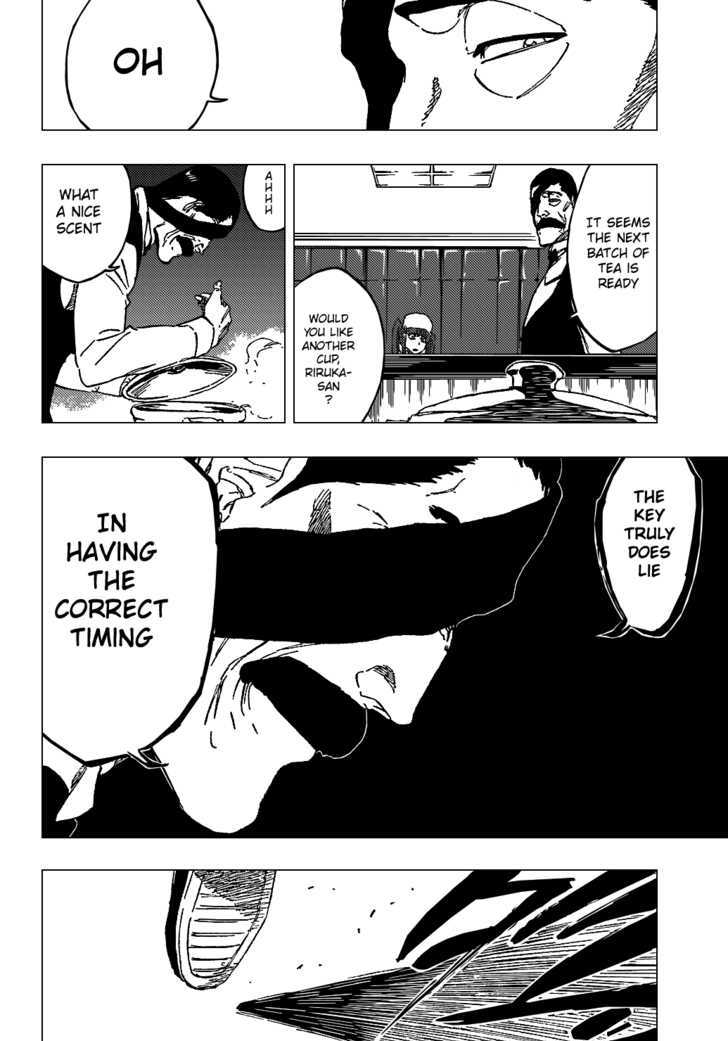 OH
IT SEEMS
THE NEXT
BATCH OF
TEA IS
READY
WOULD
YOU LIKE
ANOTHER
CUP,
RIRUKA-
SAN
?
A
H
H
H
WHAT
A NICE
SCENT
THE
KEY
TRULY
DOES
LIE
IN
HAVING
THE
CORRECT
TIMING